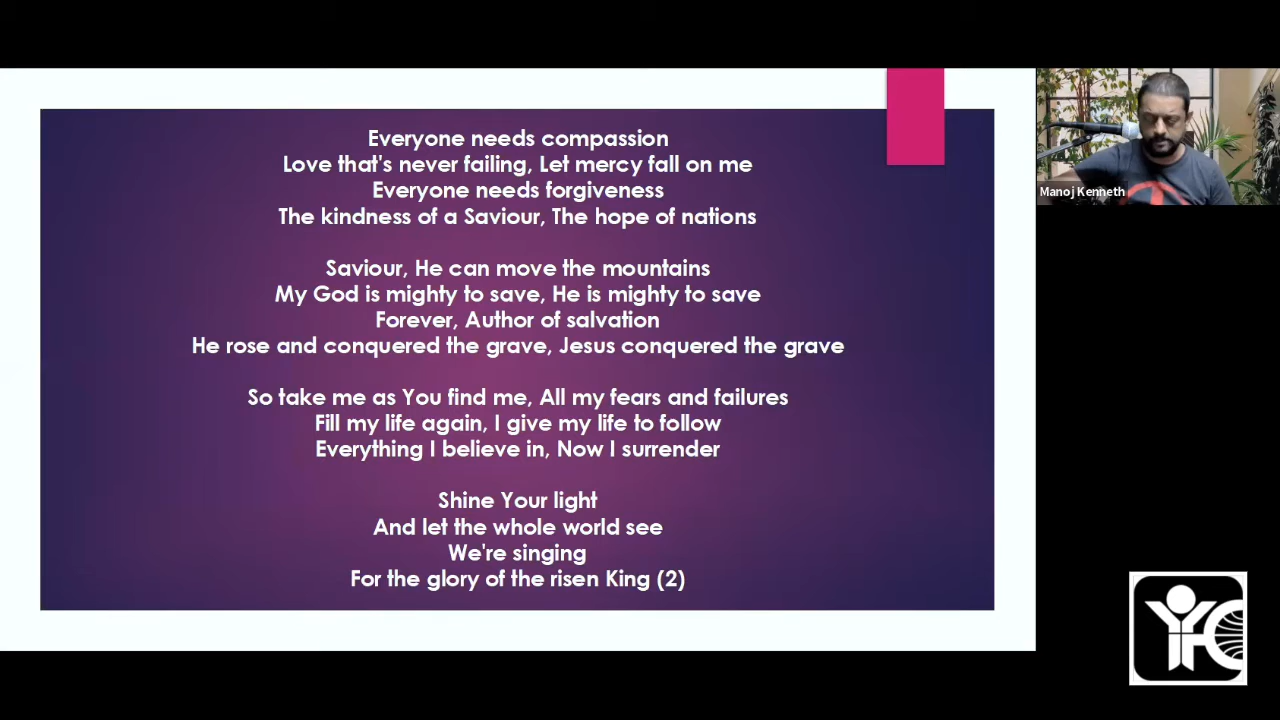 Everyone needs compassion
Love that's never failing, Let mercy fall on me
Everyone needs forgiveness
The kindness of a Saviour, The hope of nations
Saviour, He can move the mountains
My God is mighty to save, He is mighty to save
Forever, Author of salvation
He rose and conquered the grave, Jesus conquered the grave
So take me as You find me, All my fears and failures
Fill my life again, I give my life to follow
Everything I believe in, Now I surrender
Shine Your light
And let the whole world see
We're singing
For the glory of the risen King (2)
Manoj Kenneth
YFC